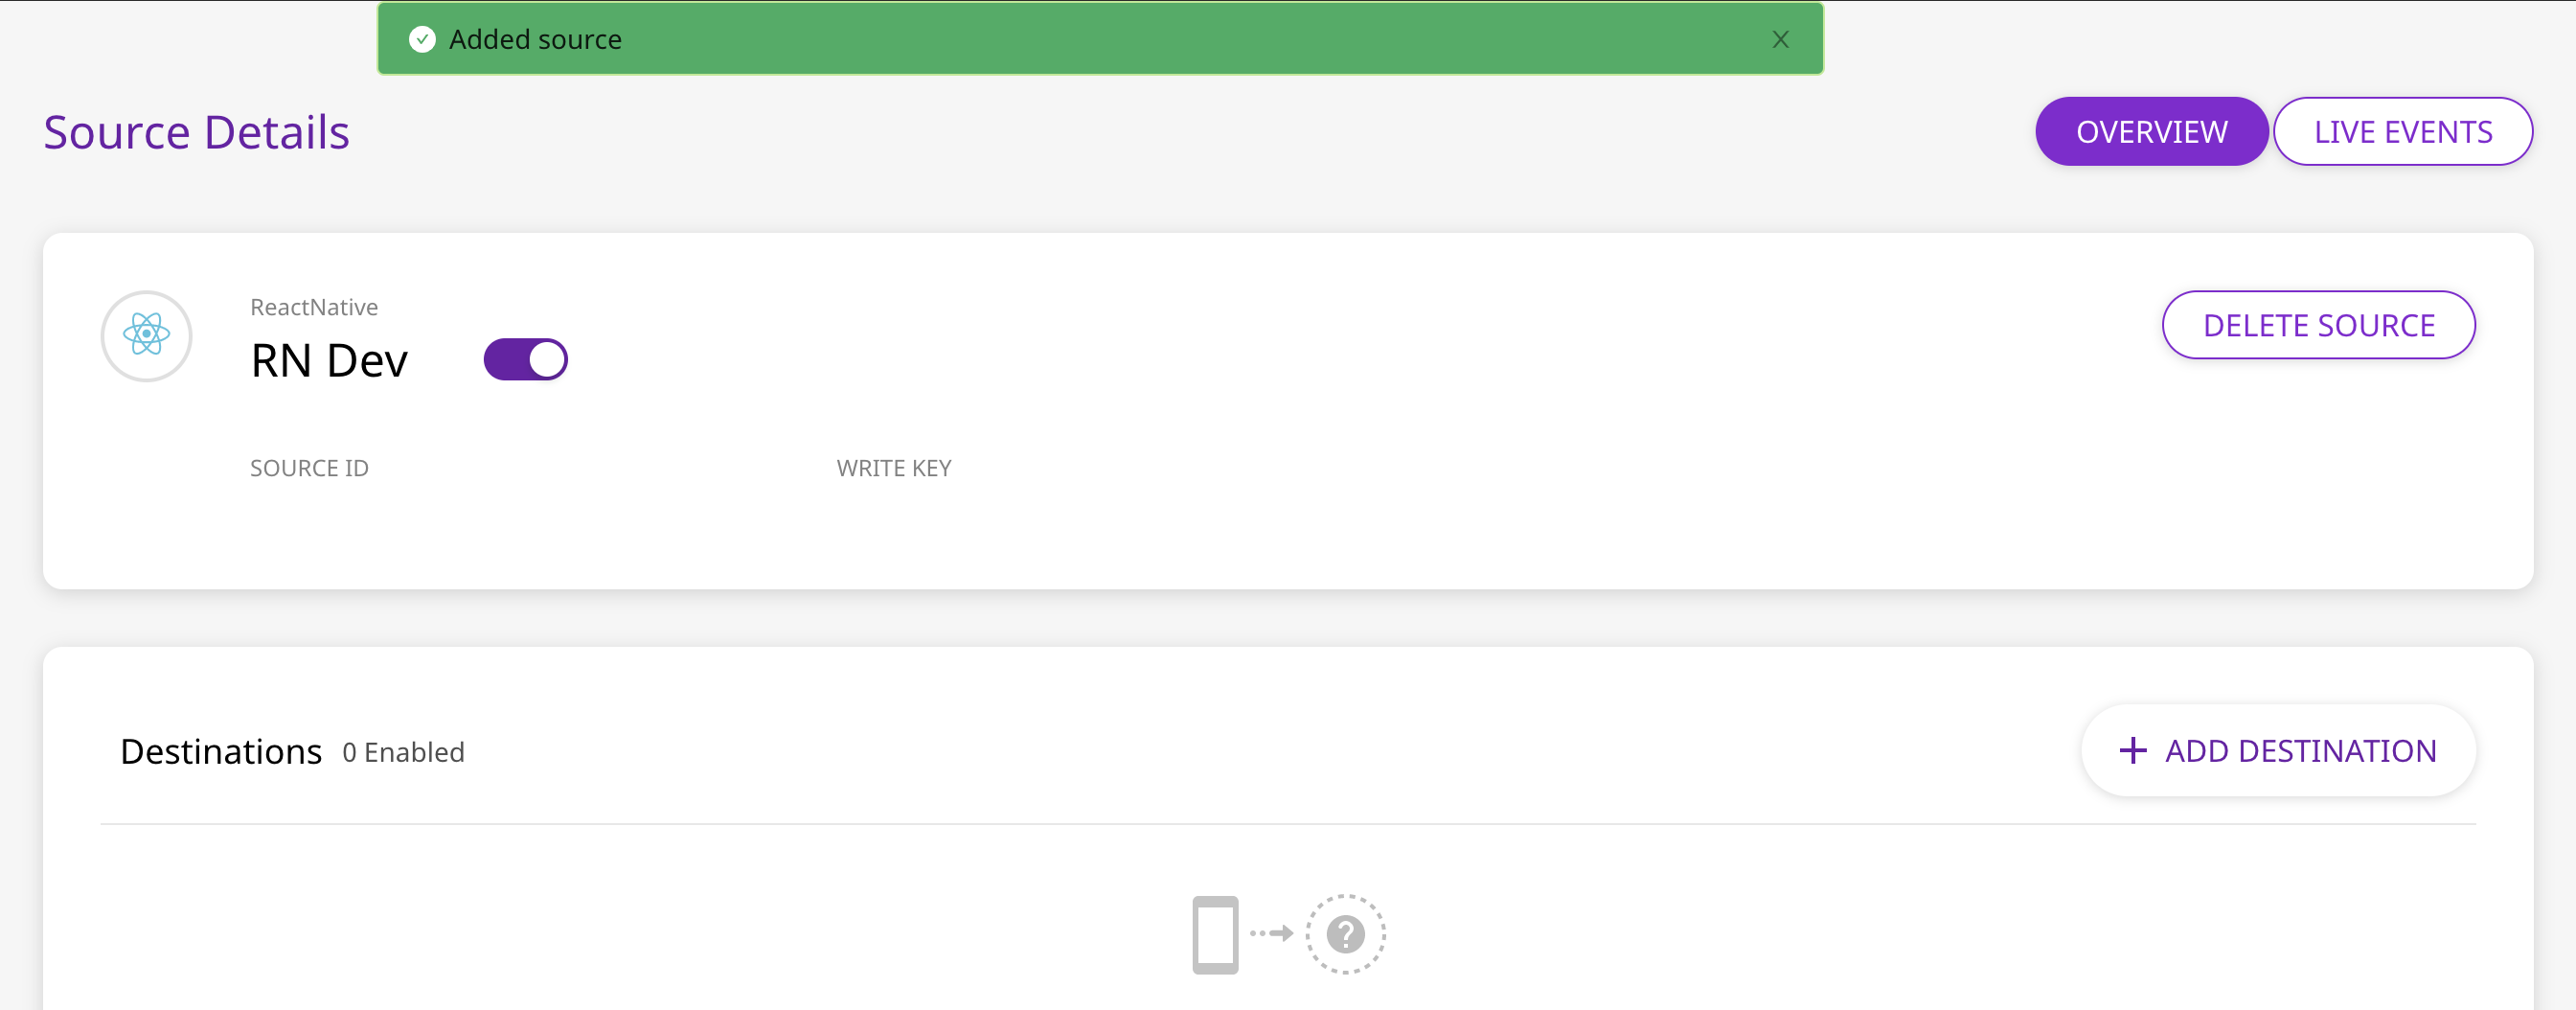 Added source
Source Details
OVERVIEW
LIVE EVENTS
ReactNative
RN Dev
DELETE SOURCE
SOURCE ID
WRITE KEY
Destinations 0 Enabled
+ ADD DESTINATION
?